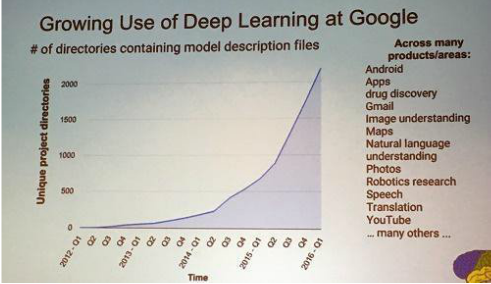 Growing Use of Deep Learning at Google
# of directories containing model description files
Unique project directories
2000
1500
1000
500
0
2012 - Q1
Q2
Q3
Q4
2013 - Q1
Q2
Q3
Q4
2014 - Q1
Q2
Q3
Q4
2015 - Q1
Q2
Q3
Q4
2016 - Q1
Time
Across many
products/areas:
Android
Apps
drug discovery
Gmail
Image understanding
Maps
Natural language
understanding
Photos
Robotics research
Speech
Translation
YouTube
... many others ...